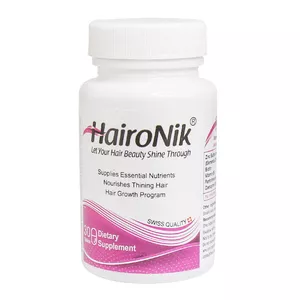 HairoNik®
Let Your Hair Beauty Shine Through
Supplies Essential Nutrients
Nourishes Thining Hair
Hair Growth Program
SWISS QUALITY
30
Dietary
Supplement